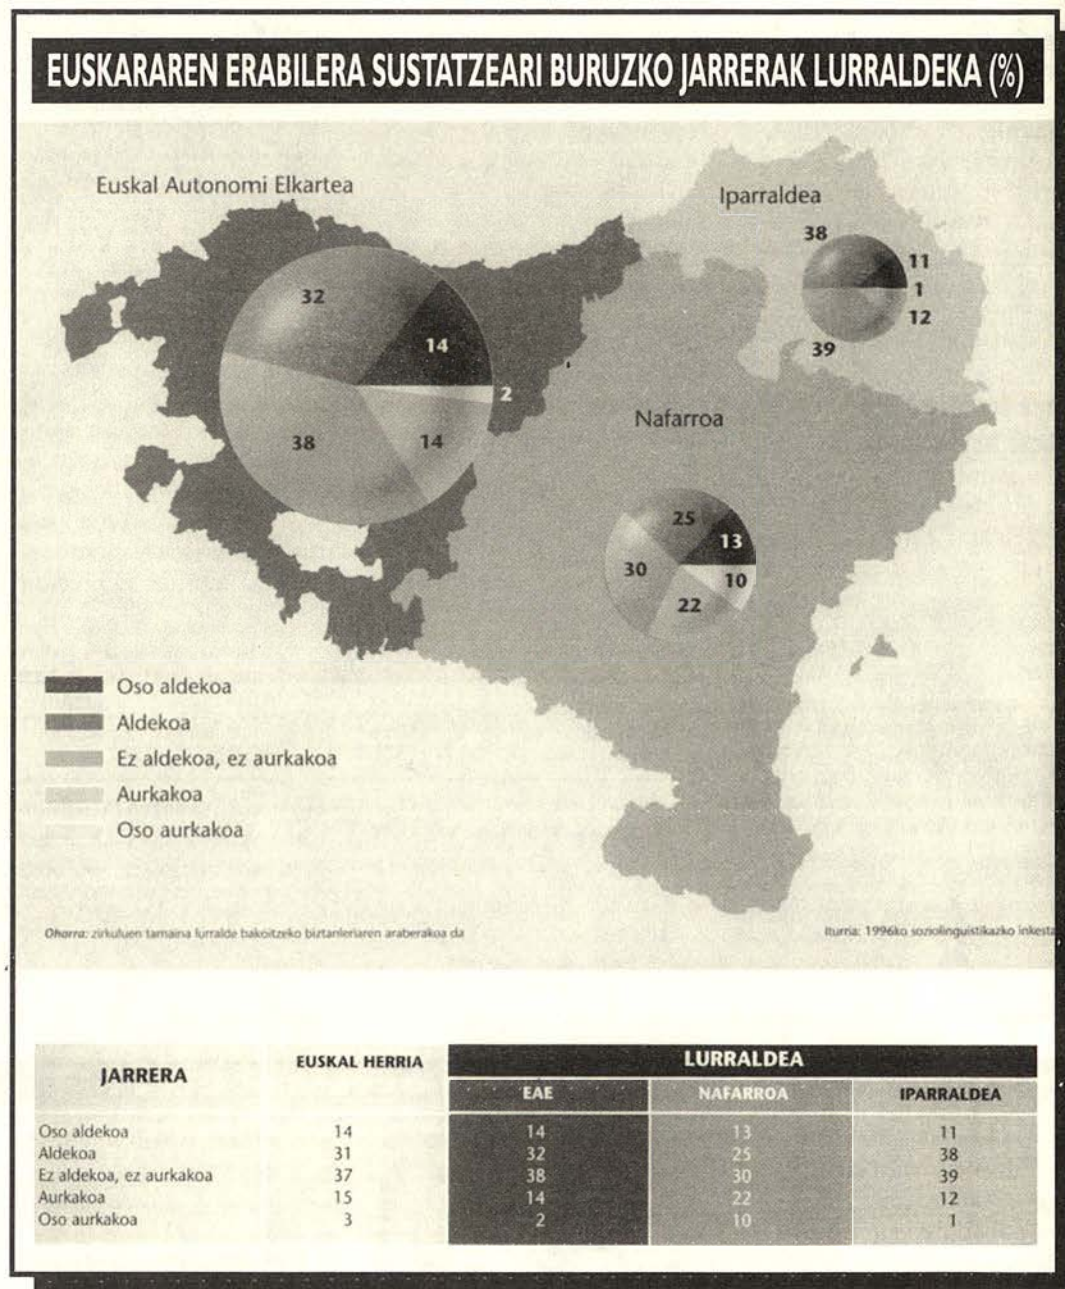 EUSKARAREN ERABILERA SUSTATZEARI BURUZKO JARRERAK LURRALDEKA (%)
Euskal Autonomi Elkartea
32
14
2
14
38
Iparraldea
38
11
1
12
39
Nafarroa
25
13
10
22
30
Oso aldekoa
Aldekoa
Ez aldekoa, ez aurkakoa
Aurkakoa
Oso aurkakoa
Oharra: zirkuluen tamaina lurralde bakoitzeko biztanleriaren araberakoa da
Iturria: 1996ko soziolinguistikazko inkesta
JARRERA EUSKAL HERRIA LURRALDEA
EAE NAFARROA IPARRALDEA
Oso aldekoa 14 14 13 11
Aldekoa 31 32 25 38
Ez aldekoa, ez aurkakoa 37 38 30 39
Aurkakoa 15 14 22 12
Oso aurkakoa 3 2 10 1